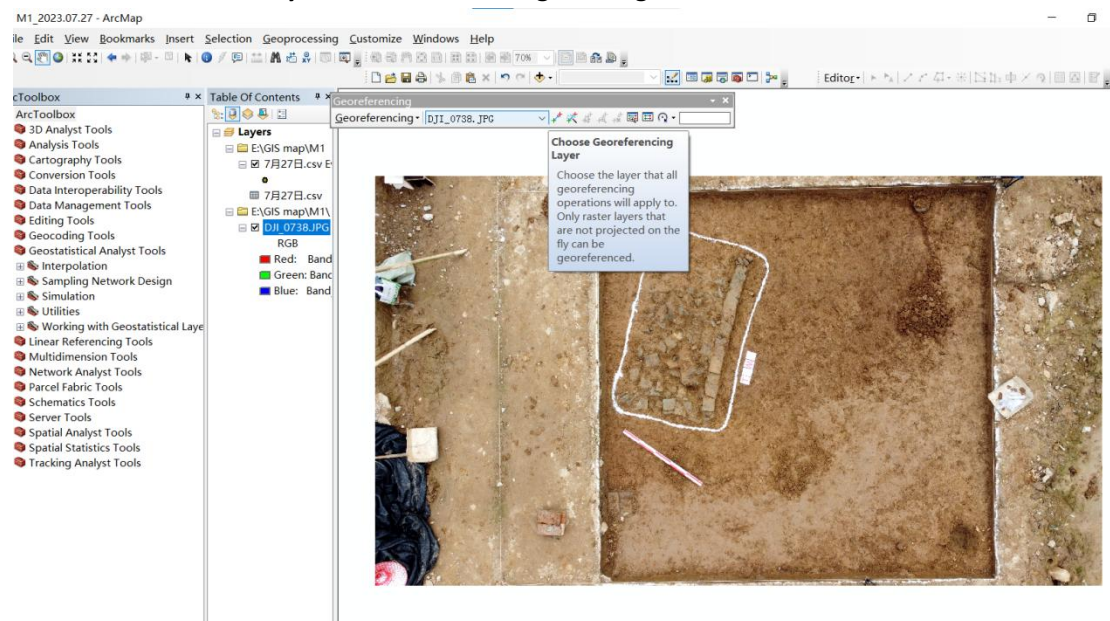 M1_2023.07.27 - ArcMap
ile Edit View Bookmarks Insert Selection Geoprocessing Customize Windows Help
70%
Editor
cToolbox
ArcToolbox
3D Analyst Tools
Analysis Tools
Cartography Tools
Conversion Tools
Data Interoperability Tools
Data Management Tools
Editing Tools
Geocoding Tools
Geostatistical Analyst Tools
Interpolation
Sampling Network Design
Simulation
Utilities
Working with Geostatistical Laye
Linear Referencing Tools
Multidimension Tools
Network Analyst Tools
Parcel Fabric Tools
Schematics Tools
Server Tools
Spatial Analyst Tools
Spatial Statistics Tools
Tracking Analyst Tools
Table Of Contents
Layers
E:\GIS map\M1
7月27日.csv E
7月27日.csv
E:\GIS map\M1\
DJI_0738.JPG
RGB
Red: Band
Green: Banc
Blue: Band
Georeferencing
Georeferencing DJI_0738.JPG
Choose Georeferencing
Layer
Choose the layer that all
georeferencing
operations will apply to.
Only raster layers that
are not projected on the
fly can be
georeferenced.